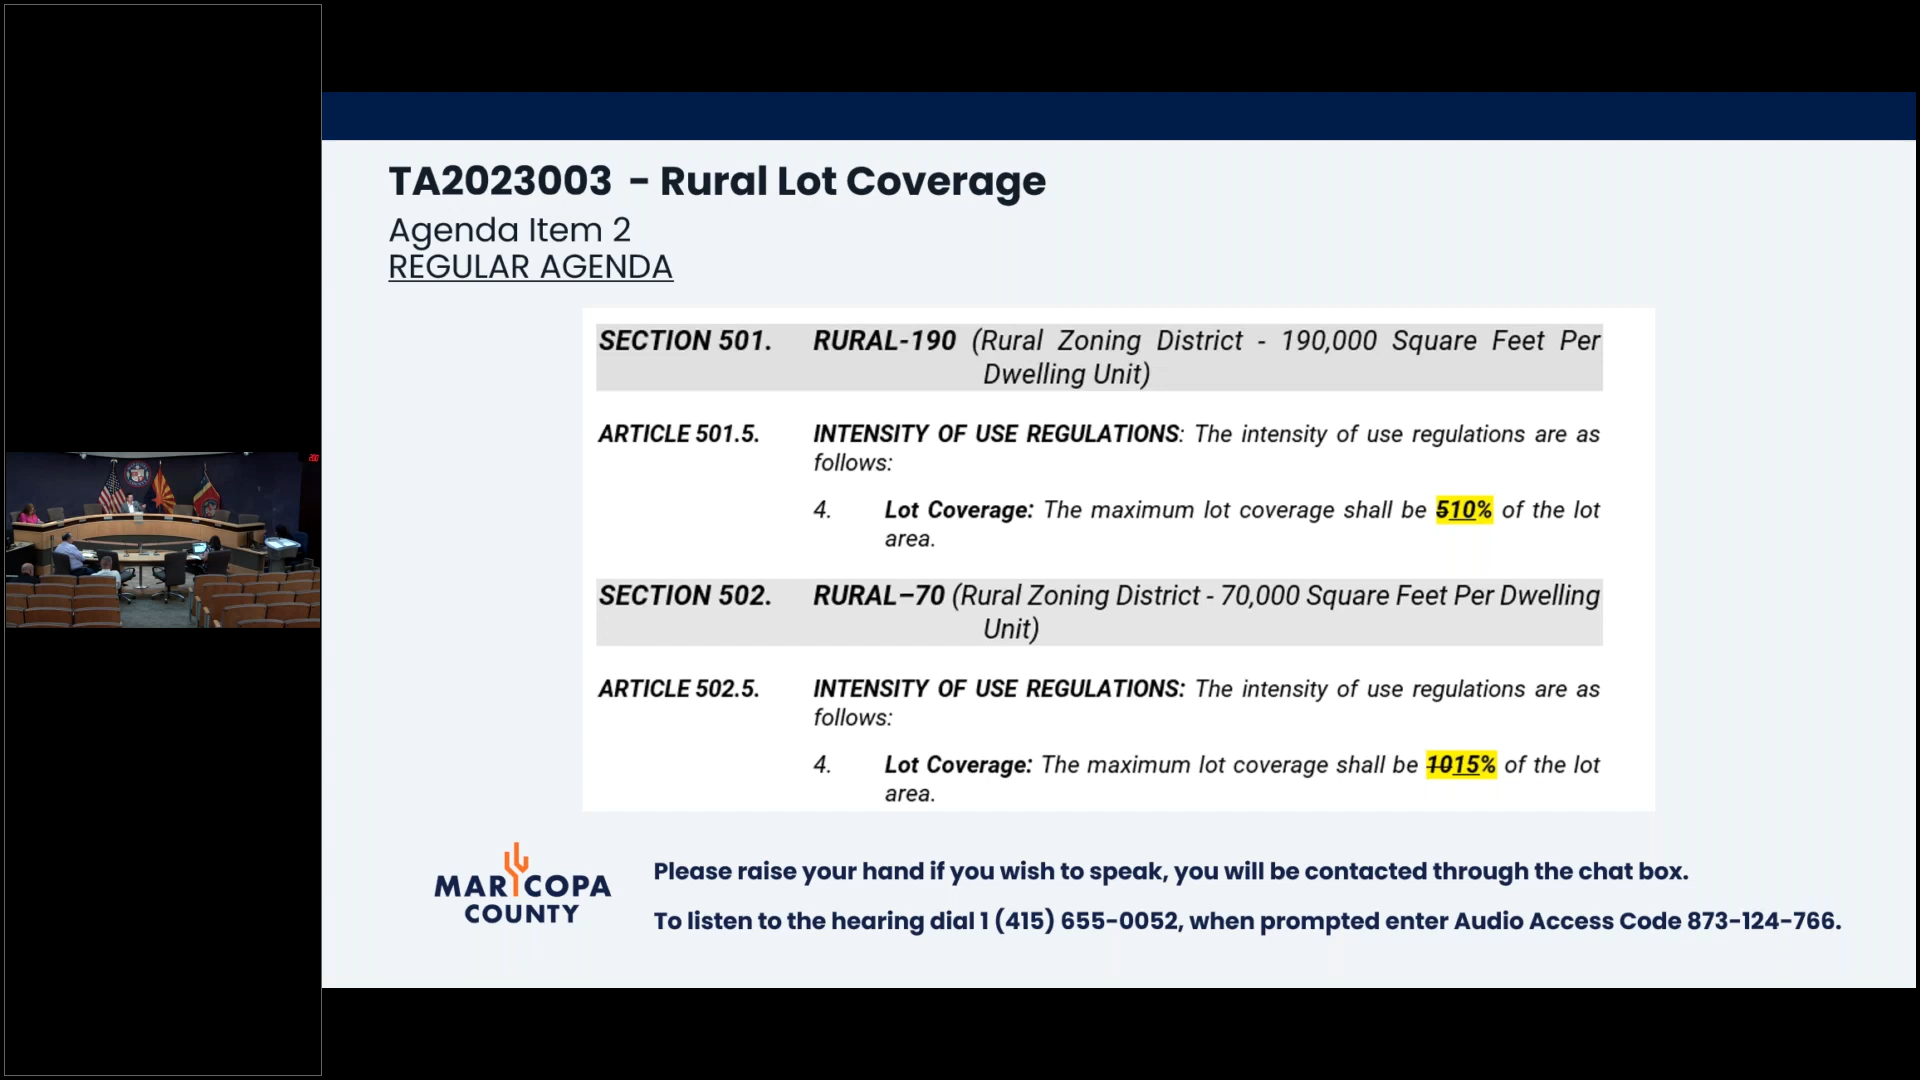 TA2023003 - Rural Lot Coverage
Agenda Item 2
REGULAR AGENDA
SECTION 501. RURAL-190 (Rural Zoning District - 190,000 Square Feet Per
Dwelling Unit)
ARTICLE 501.5. INTENSITY OF USE REGULATIONS: The intensity of use regulations are as
follows:
4. Lot Coverage: The maximum lot coverage shall be 510% of the lot
area.
SECTION 502. RURAL–70 (Rural Zoning District - 70,000 Square Feet Per Dwelling
Unit)
ARTICLE 502.5. INTENSITY OF USE REGULATIONS: The intensity of use regulations are as
follows:
4. Lot Coverage: The maximum lot coverage shall be 1015% of the lot
area.
MARICOPA
COUNTY
Please raise your hand if you wish to speak, you will be contacted through the chat box.
To listen to the hearing dial 1 (415) 655-0052, when prompted enter Audio Access Code 873-124-766.